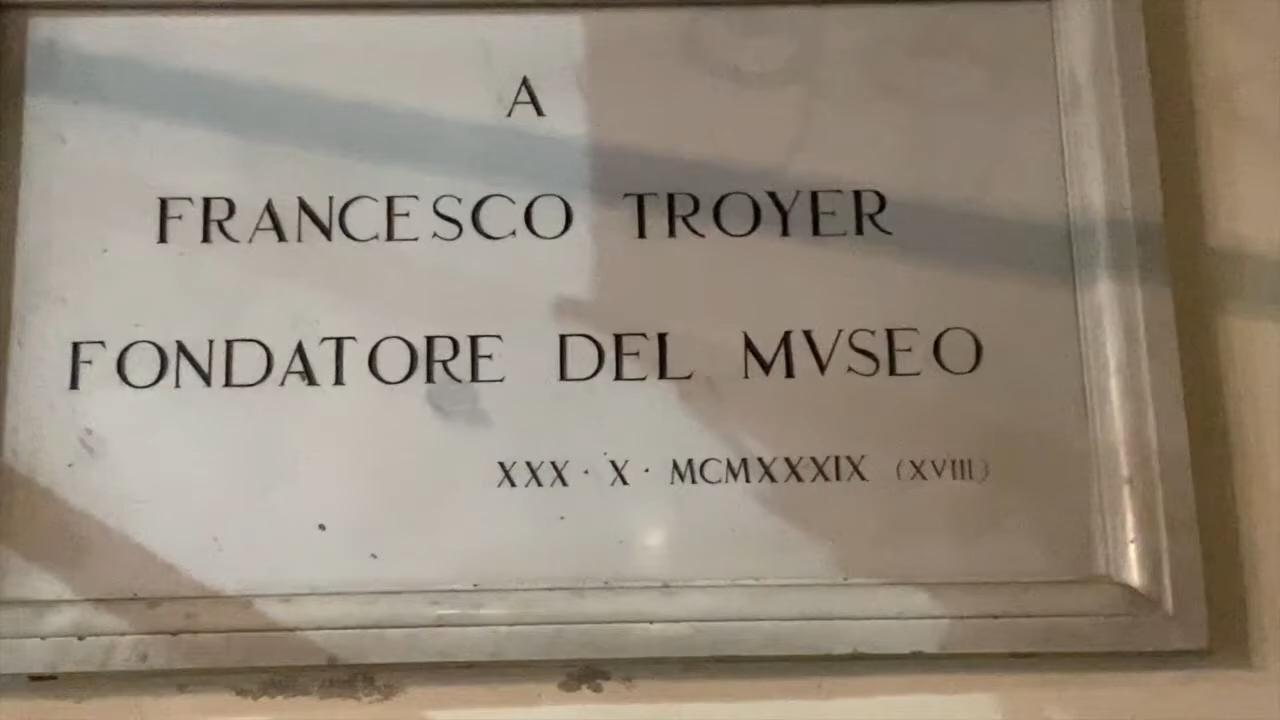 A
FRANCESCO TROYER
FONDATORE DEL MVSEO
XXX · X · MCMXXXIX (XVIII)